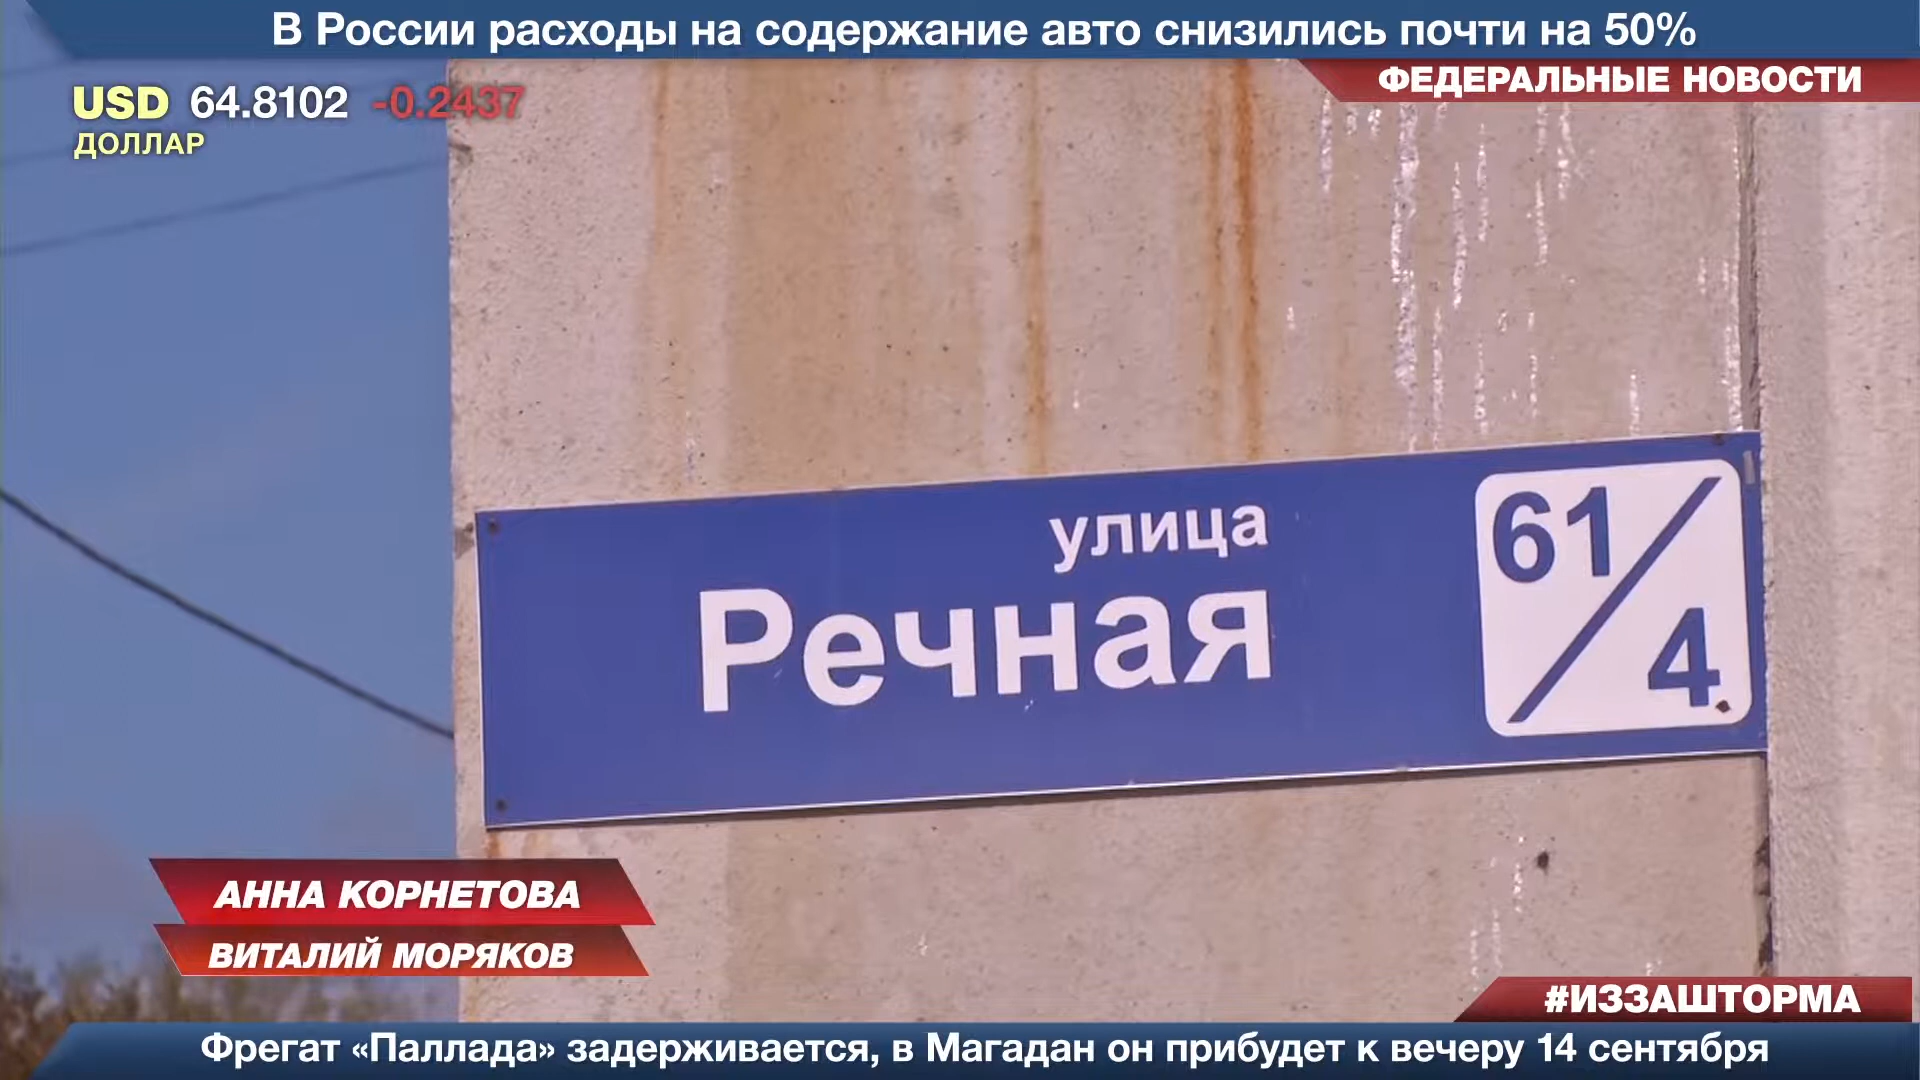 В России расходы на содержание авто снизились почти на 50%
ФЕДЕРАЛЬНЫЕ НОВОСТИ
USD 64.8102 -0.2437
ДОЛЛАР
улица
Речная
61/4
АННА КОРНЕТОВА
ВИТАЛИЙ МОРЯКОВ
#ИЗЗАШТОРМА
Фрегат «Паллада» задерживается, в Магадан он прибудет к вечеру 14 сентября